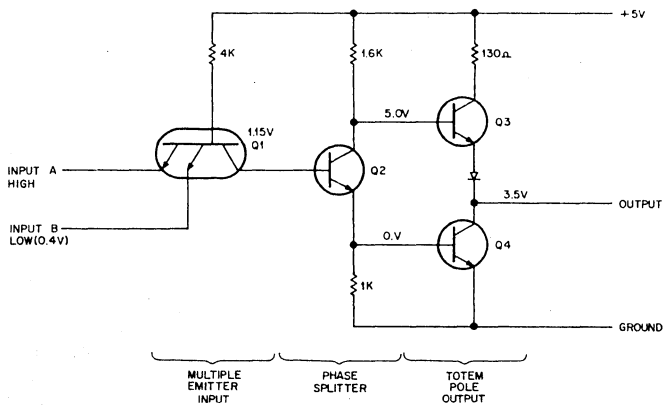 +5V
4K
1.6K
130Ω
1.15V
Q1
5.0V
Q3
INPUT A
HIGH
Q2
3.5V
OUTPUT
INPUT B
LOW(0.4V)
0.V
Q4
1K
GROUND
MULTIPLE
EMITTER
INPUT
PHASE
SPLITTER
TOTEM
POLE
OUTPUT